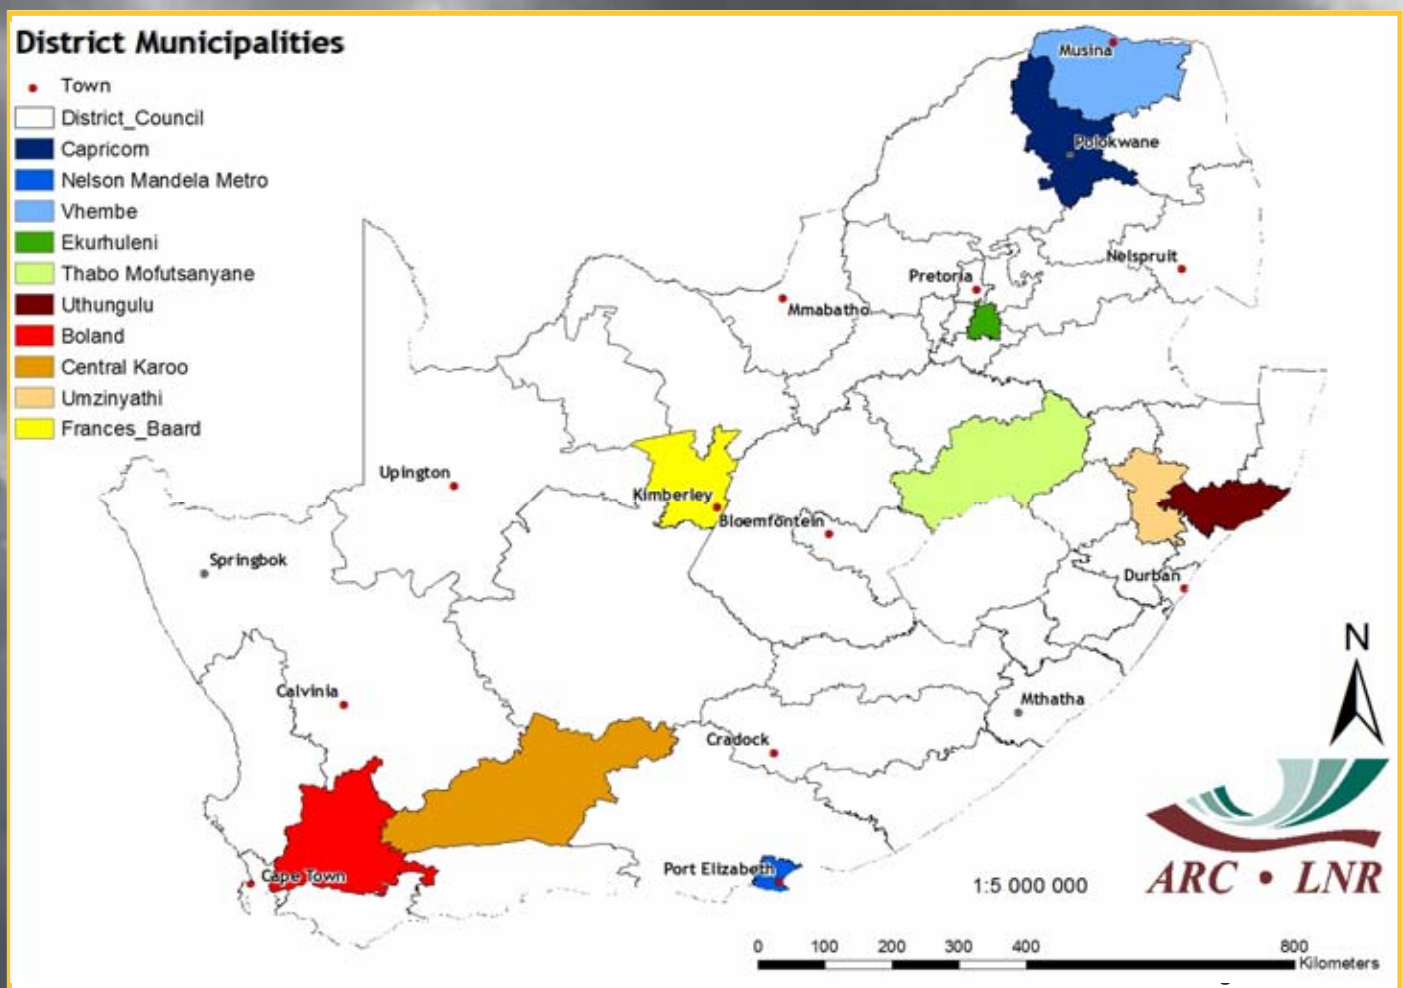 District Municipalities
Town
District_Council
Capricorn
Nelson Mandela Metro
Vhembe
Ekurhuleni
Thabo Mofutsanyane
Uthungulu
Boland
Central Karoo
Umzinyathi
Frances_Baard
Musina
Polokwane
Nelspruit
Pretoria
Mmabatho
Upington
Kimberley
Bloemfontein
Springbok
Durban
Calvinia
Mthatha
Cradock
Cape Town
Port Elizabeth
N
ARC • LNR
1:5 000 000
0 100 200 300 400 800
Kilometers